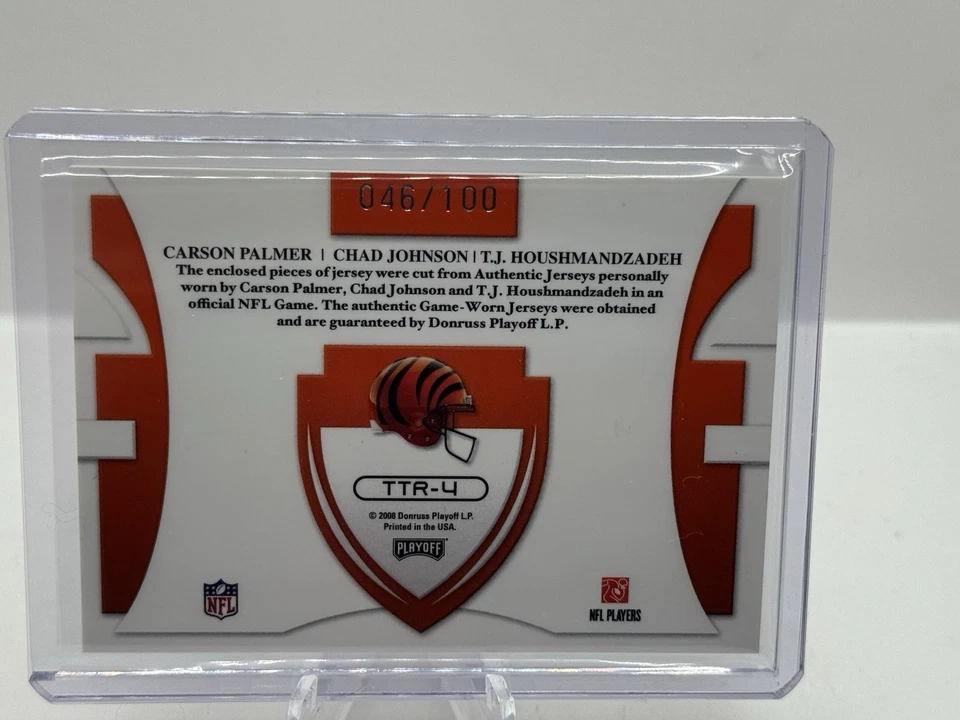 046/100
CARSON PALMER | CHAD JOHNSON | T.J. HOUSHMANDZADEH
The enclosed pieces of jersey were cut from Authentic Jerseys personally
worn by Carson Palmer, Chad Johnson and T.J. Houshmandzadeh in an
official NFL Game. The authentic Game-Worn Jerseys were obtained
and are guaranteed by Donruss Playoff L.P.
TTR-4
© 2008 Donruss Playoff L.P.
Printed in the USA.
PLAYOFF
NFL
NFL PLAYERS